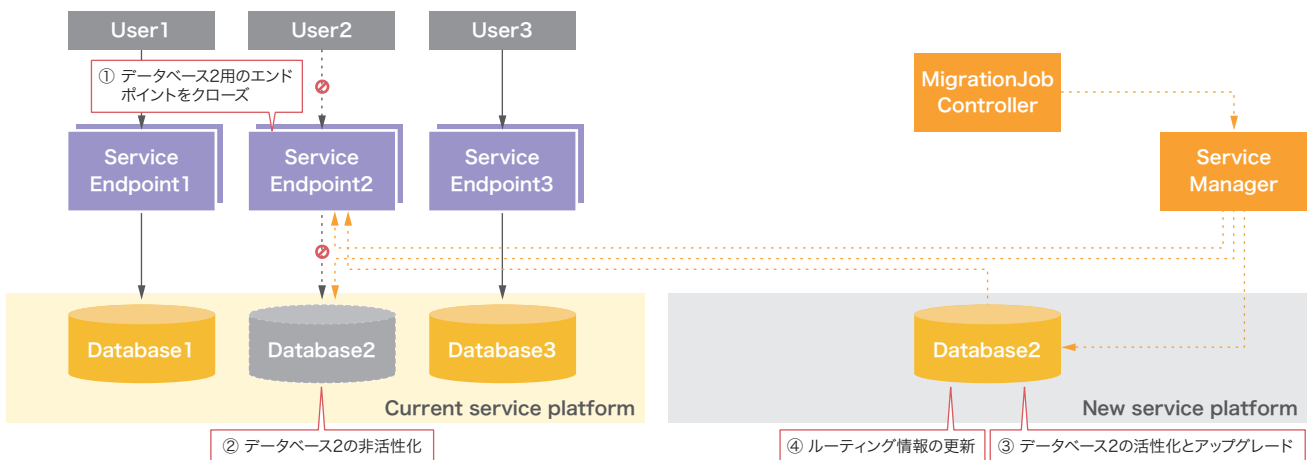 User1
User2
User3
① データベース2用のエンド
ポイントをクローズ
MigrationJob
Controller
Service
Endpoint1
Service
Endpoint2
Service
Endpoint3
Service
Manager
Database1
Database2
Database3
Database2
Current service platform
New service platform
② データベース2の非活性化
④ ルーティング情報の更新
③ データベース2の活性化とアップグレード